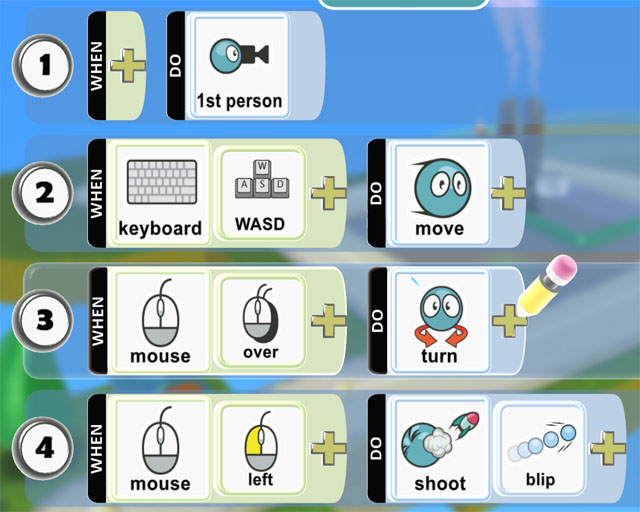 1 WHEN DO 1st person
2 WHEN keyboard W A S D WASD DO move
3 WHEN mouse over DO turn
4 WHEN mouse left DO shoot blip